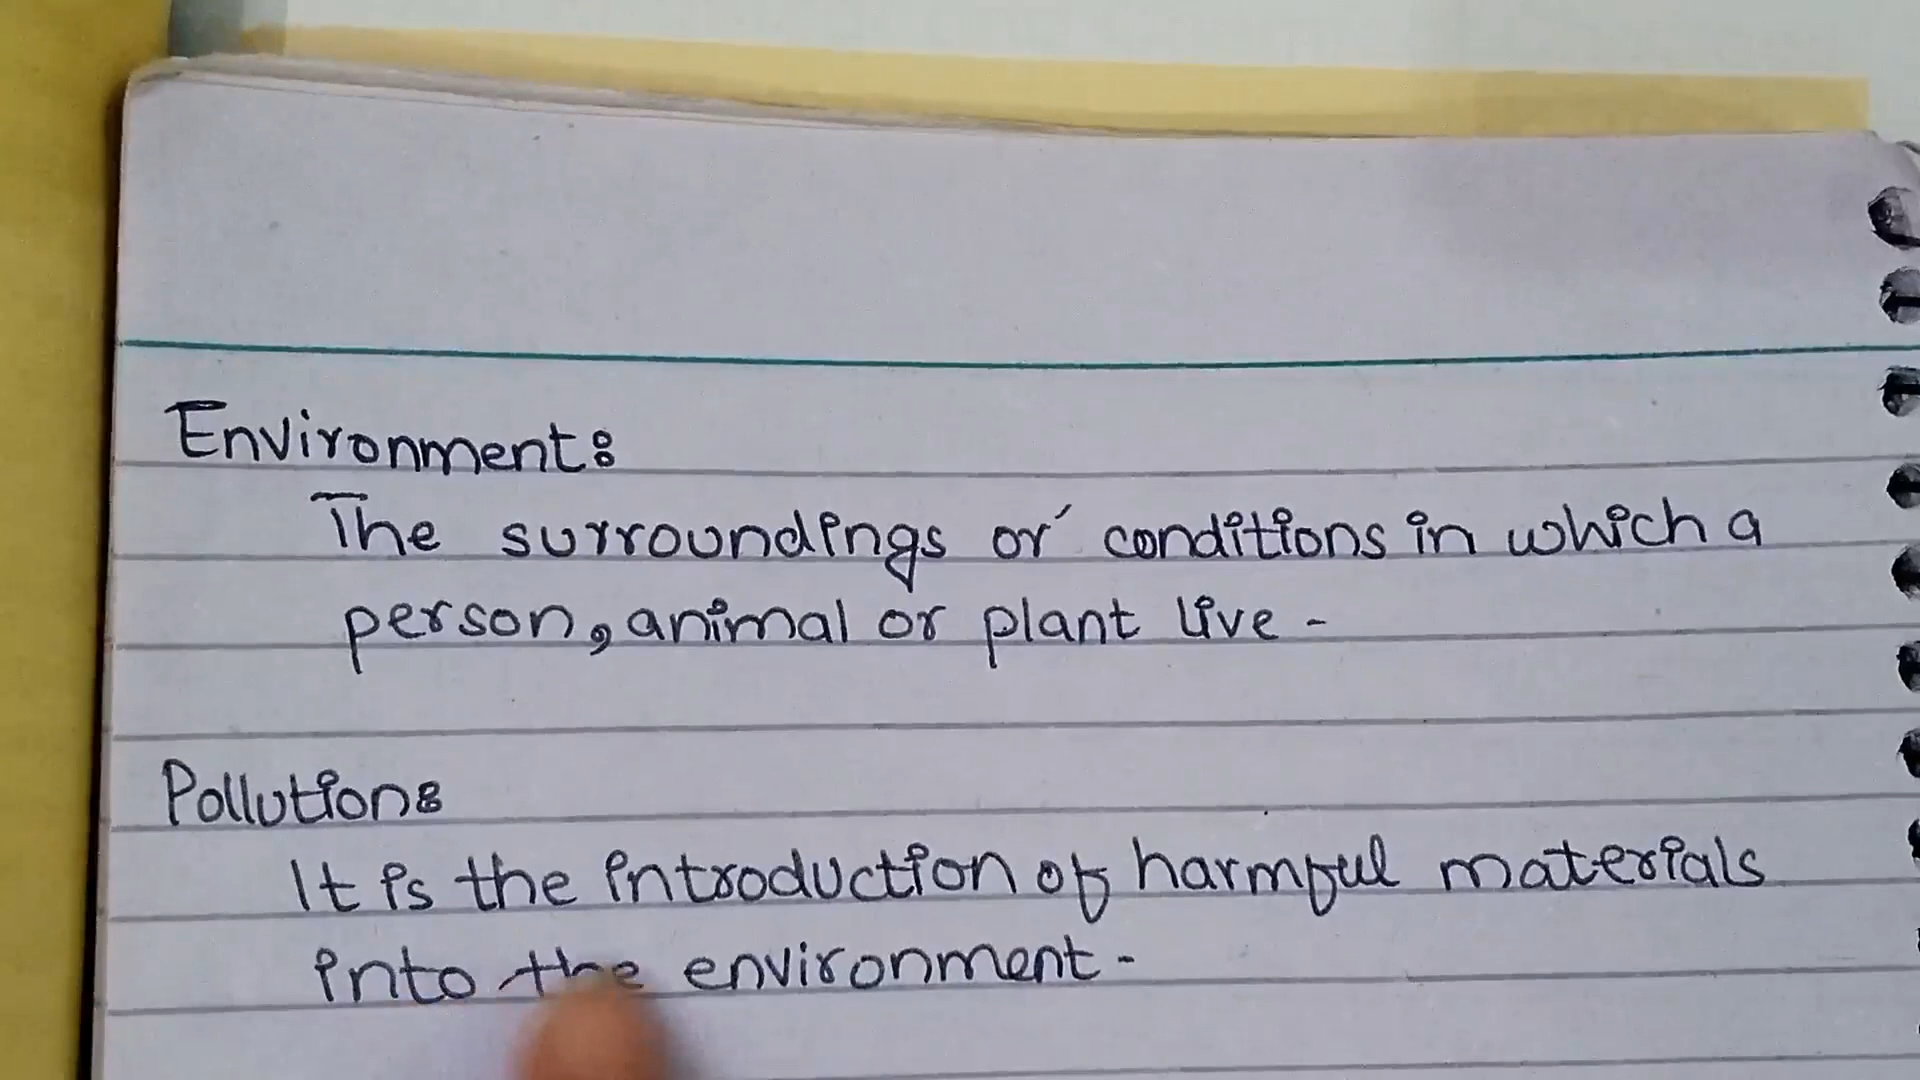 Environment:
The surroundings or conditions in which a
person, animal or plant live -
Pollution:
It is the introduction of harmful materials
into the environment -